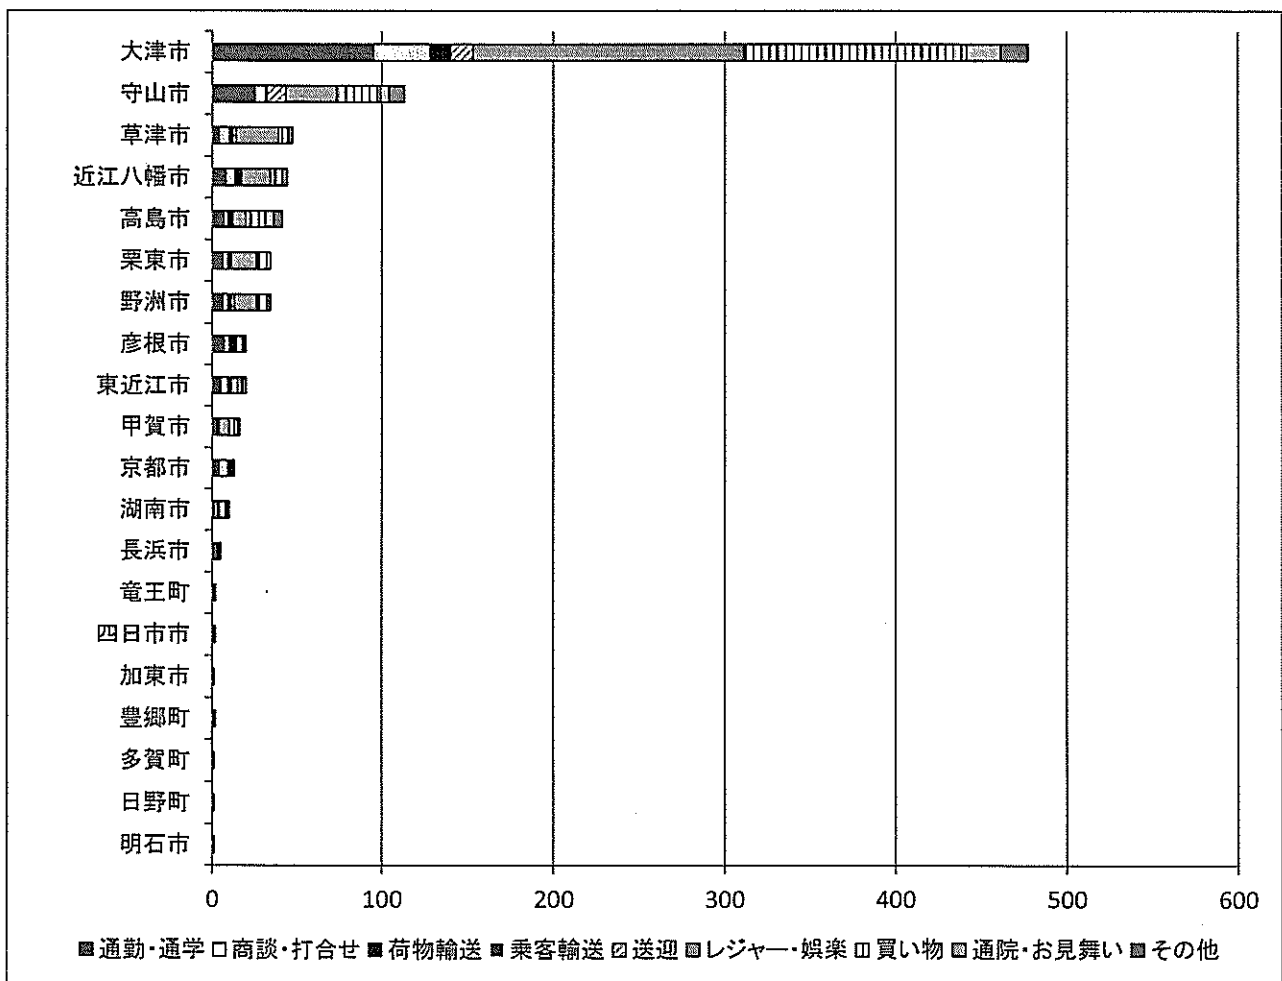 大津市
守山市
草津市
近江八幡市
高島市
栗東市
野洲市
彦根市
東近江市
甲賀市
京都市
湖南市
長浜市
竜王町
四日市市
加東市
豊郷町
多賀町
日野町
明石市
0 100 200 300 400 500 600
通勤・通学 商談・打合せ 荷物輸送 乗客輸送 送迎 レジャー・娯楽 買い物 通院・お見舞い その他